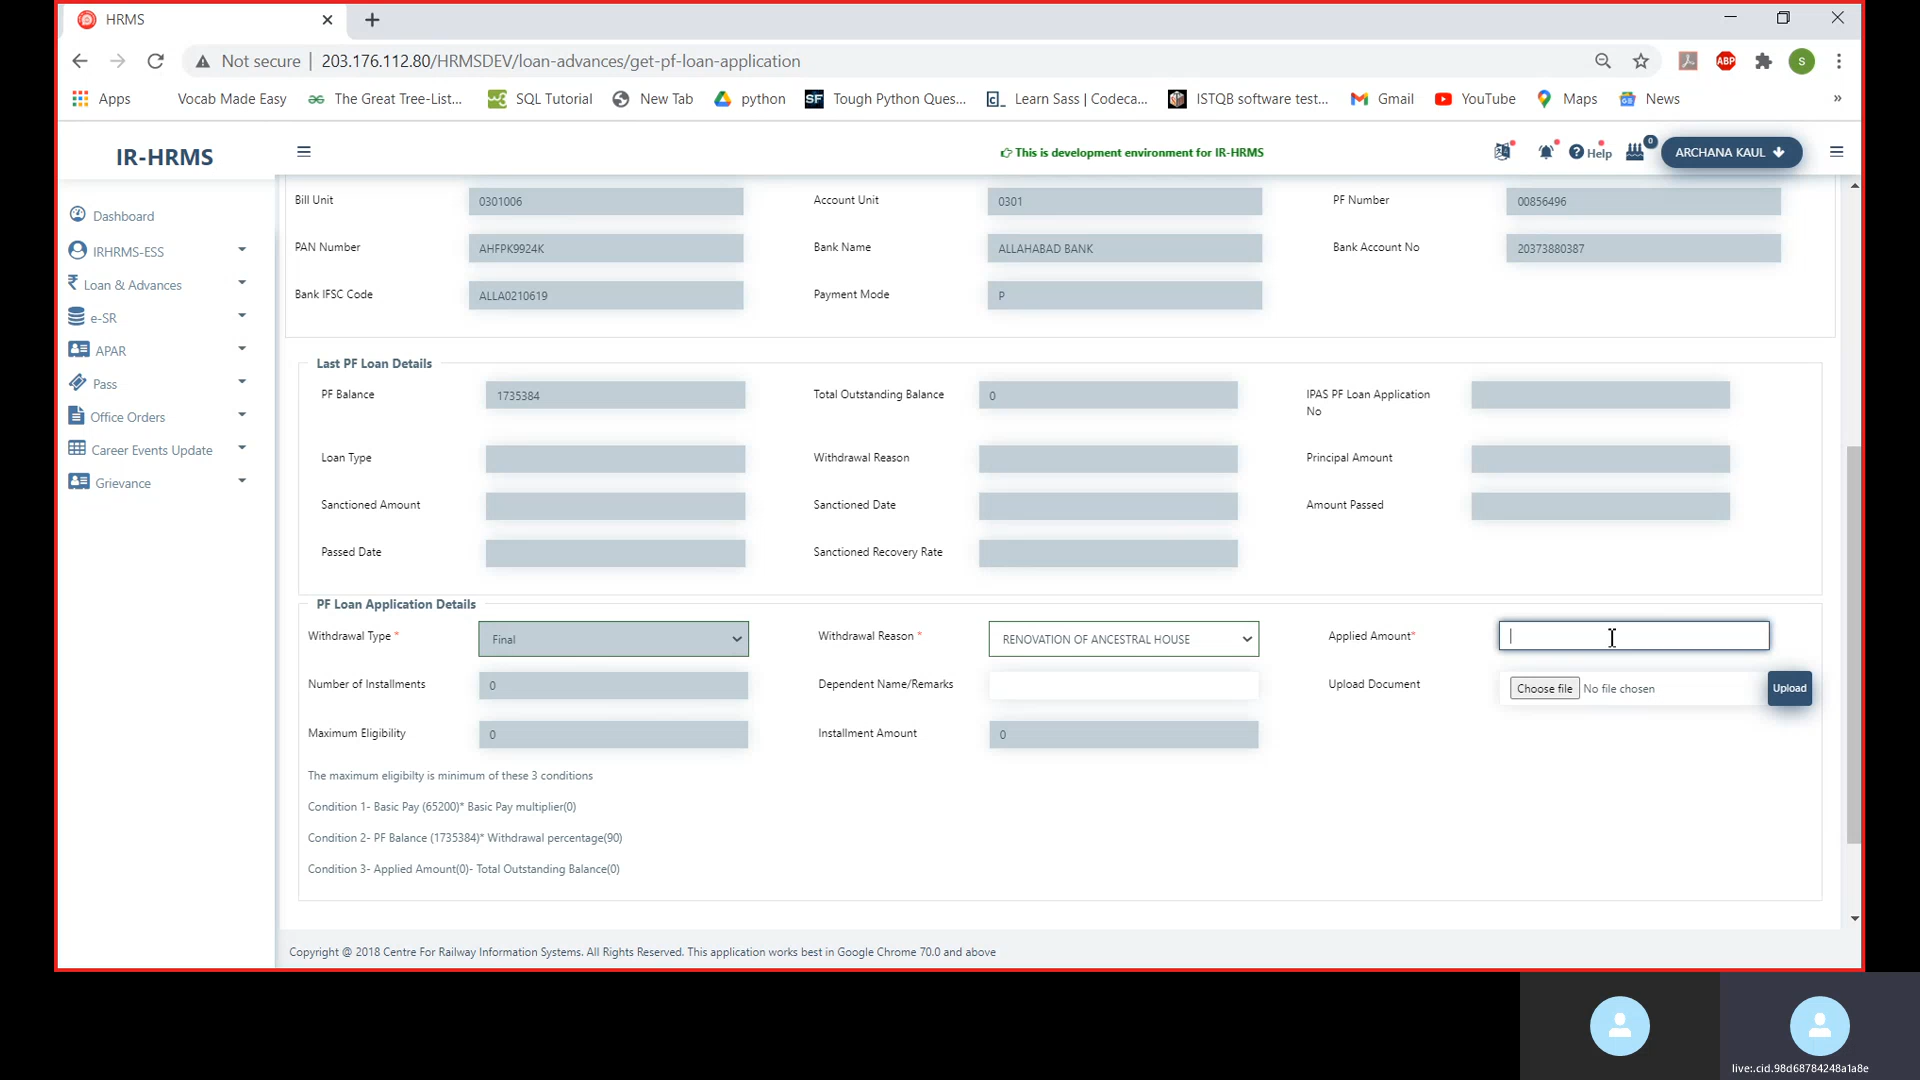 HRMS
Not secure | 203.176.112.80/HRMSDEV/loan-advances/get-pf-loan-application
ABP
S
Apps
Vocab Made Easy
The Great Tree-List...
SQL Tutorial
New Tab
python
SF Tough Python Ques...
Learn Sass | Codeca...
ISTQB software test...
Gmail
YouTube
Maps
News
»
IR-HRMS
This is development environment for IR-HRMS
Help
0
ARCHANA KAUL
Dashboard
IRHRMS-ESS
Loan & Advances
e-SR
APAR
Pass
Office Orders
Career Events Update
Grievance
Bill Unit 0301006 Account Unit 0301 PF Number 00856496
PAN Number AHFPK9924K Bank Name ALLAHABAD BANK Bank Account No 20373880387
Bank IFSC Code ALLA0210619 Payment Mode P
Last PF Loan Details
PF Balance 1735384 Total Outstanding Balance 0 IPAS PF Loan Application
No
Loan Type Withdrawal Reason Principal Amount
Sanctioned Amount Sanctioned Date Amount Passed
Passed Date Sanctioned Recovery Rate
PF Loan Application Details
Withdrawal Type * Final Withdrawal Reason * RENOVATION OF ANCESTRAL HOUSE Applied Amount*
Number of Installments 0 Dependent Name/Remarks Upload Document Choose file No file chosen Upload
Maximum Eligibility 0 Installment Amount 0
The maximum eligibilty is minimum of these 3 conditions
Condition 1- Basic Pay (65200)* Basic Pay multiplier(0)
Condition 2- PF Balance (1735384)* Withdrawal percentage(90)
Condition 3- Applied Amount(0)- Total Outstanding Balance(0)
Copyright @ 2018 Centre For Railway Information Systems. All Rights Reserved. This application works best in Google Chrome 70.0 and above
live:.cid.98d68784248a1a8e